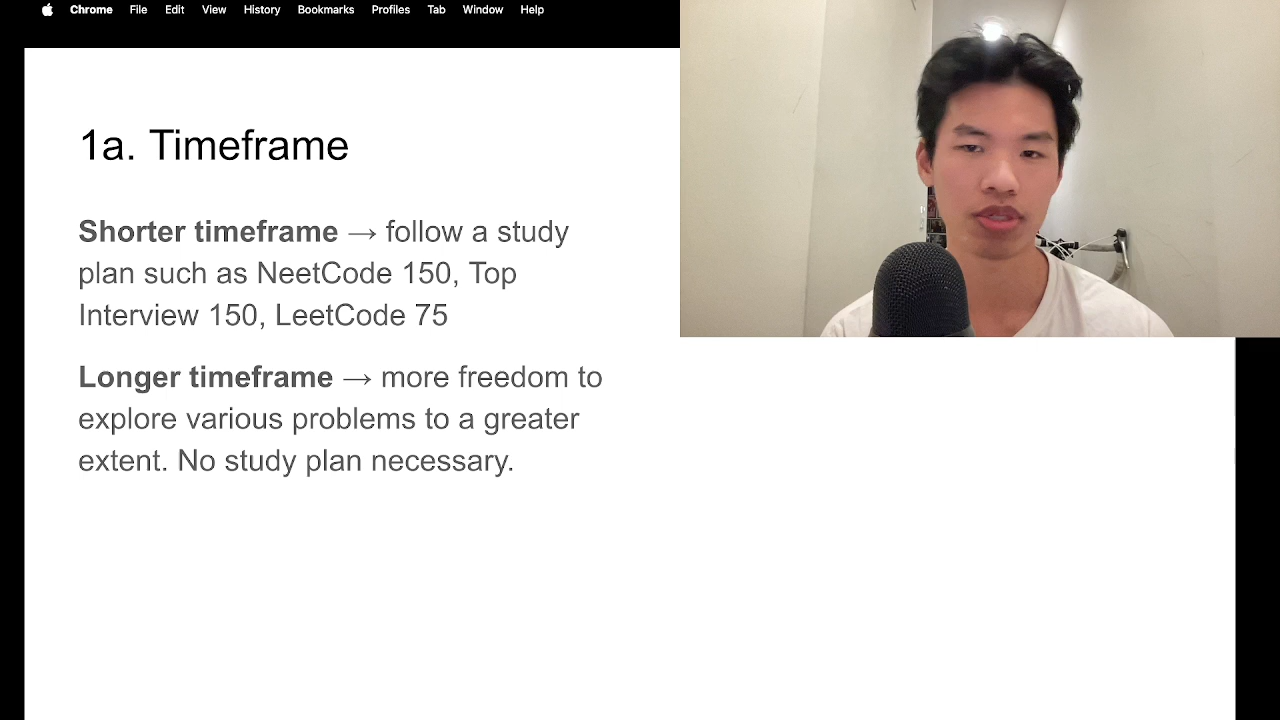 Chrome File Edit View History Bookmarks Profiles Tab Window Help
1a. Timeframe
Shorter timeframe → follow a study
plan such as NeetCode 150, Top
Interview 150, LeetCode 75
Longer timeframe → more freedom to
explore various problems to a greater
extent. No study plan necessary.